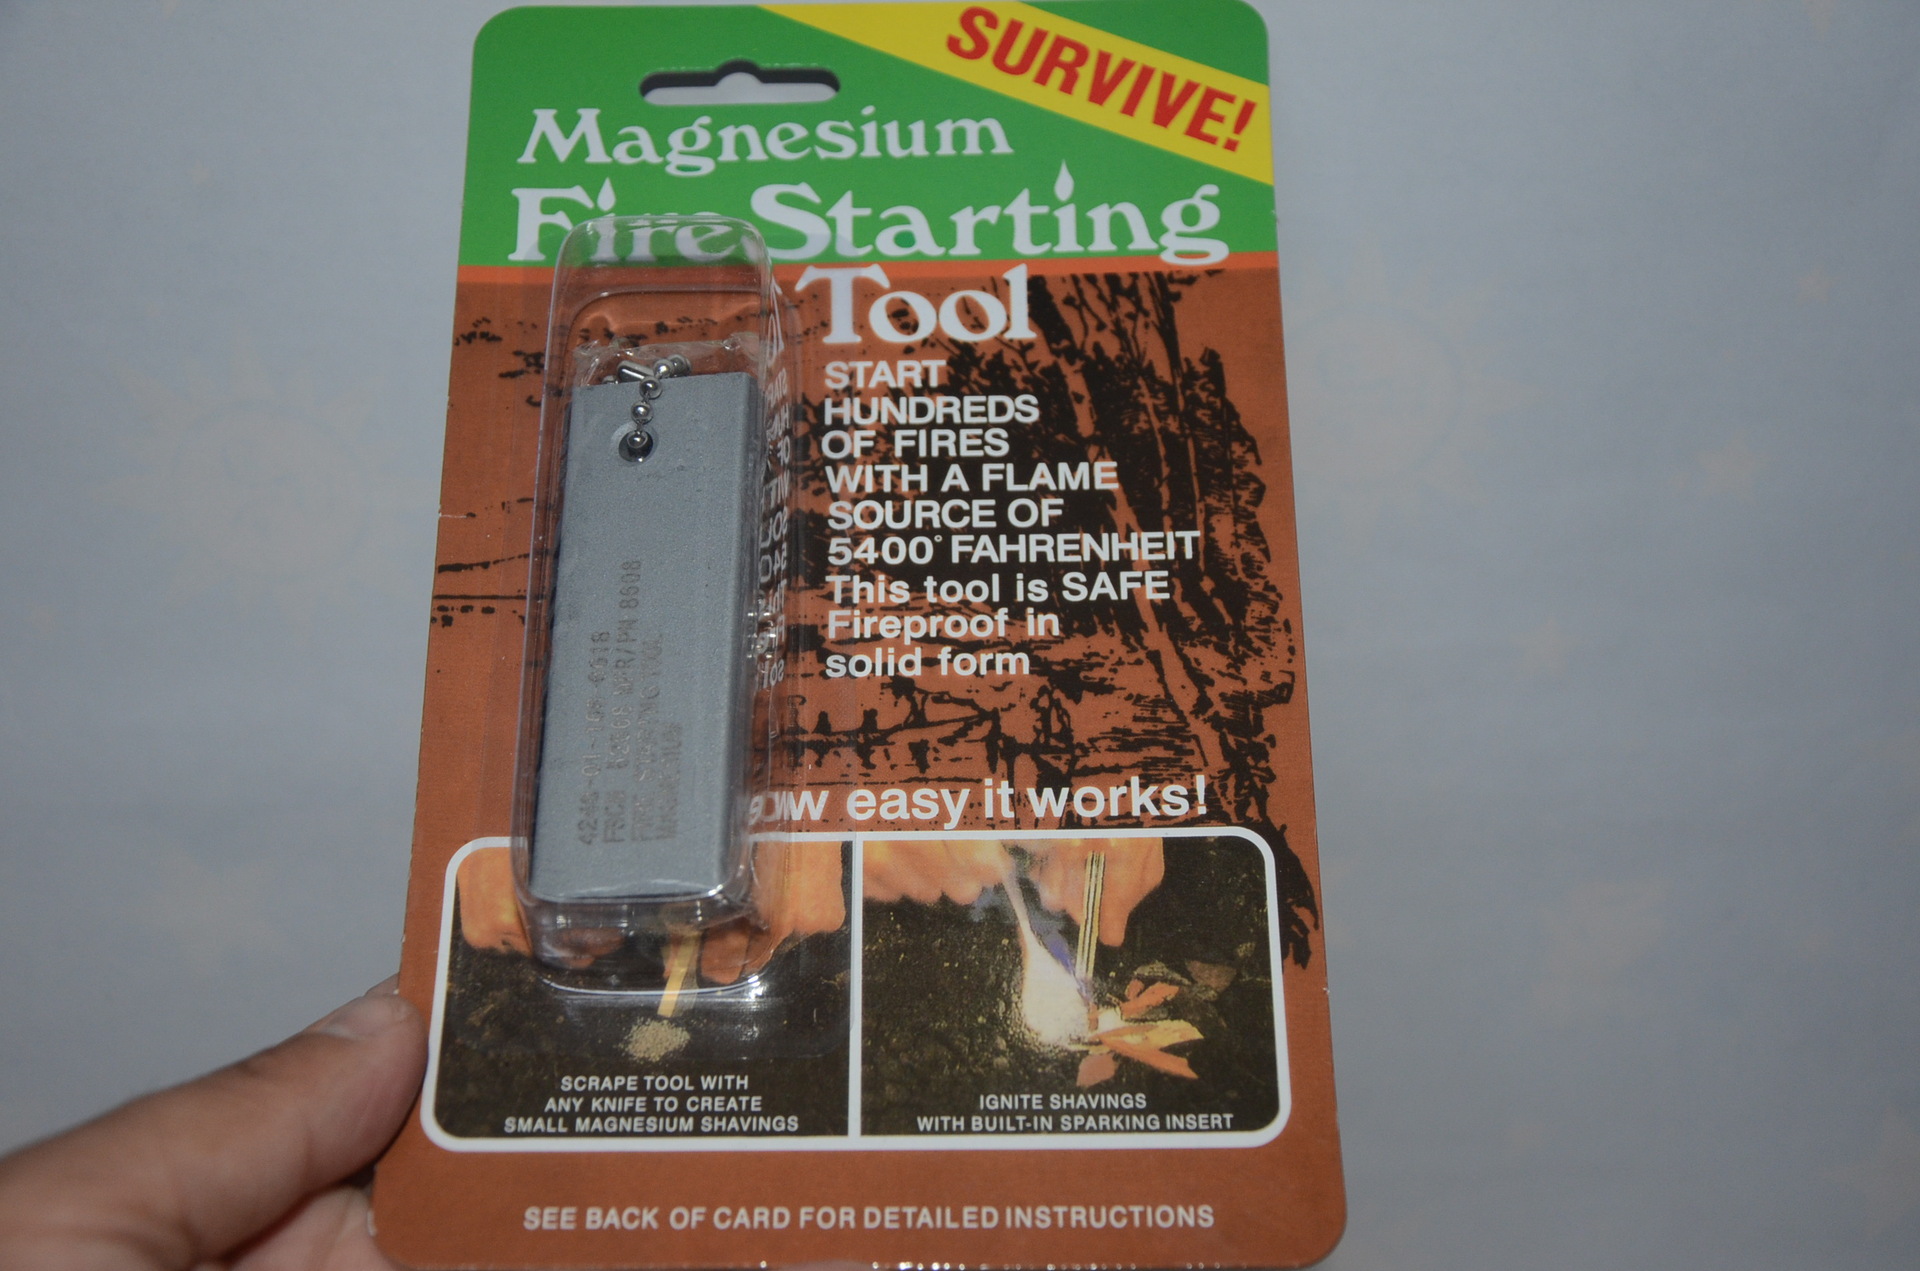 SURVIVE!
Magnesium
Fire Starting
Tool
START
HUNDREDS
OF FIRES
WITH A FLAME
SOURCE OF
5400° FAHRENHEIT
This tool is SAFE
Fireproof in
solid form
easy it works!
SCRAPE TOOL WITH
ANY KNIFE TO CREATE
SMALL MAGNESIUM SHAVINGS
IGNITE SHAVINGS
WITH BUILT-IN SPARKING INSERT
SEE BACK OF CARD FOR DETAILED INSTRUCTIONS